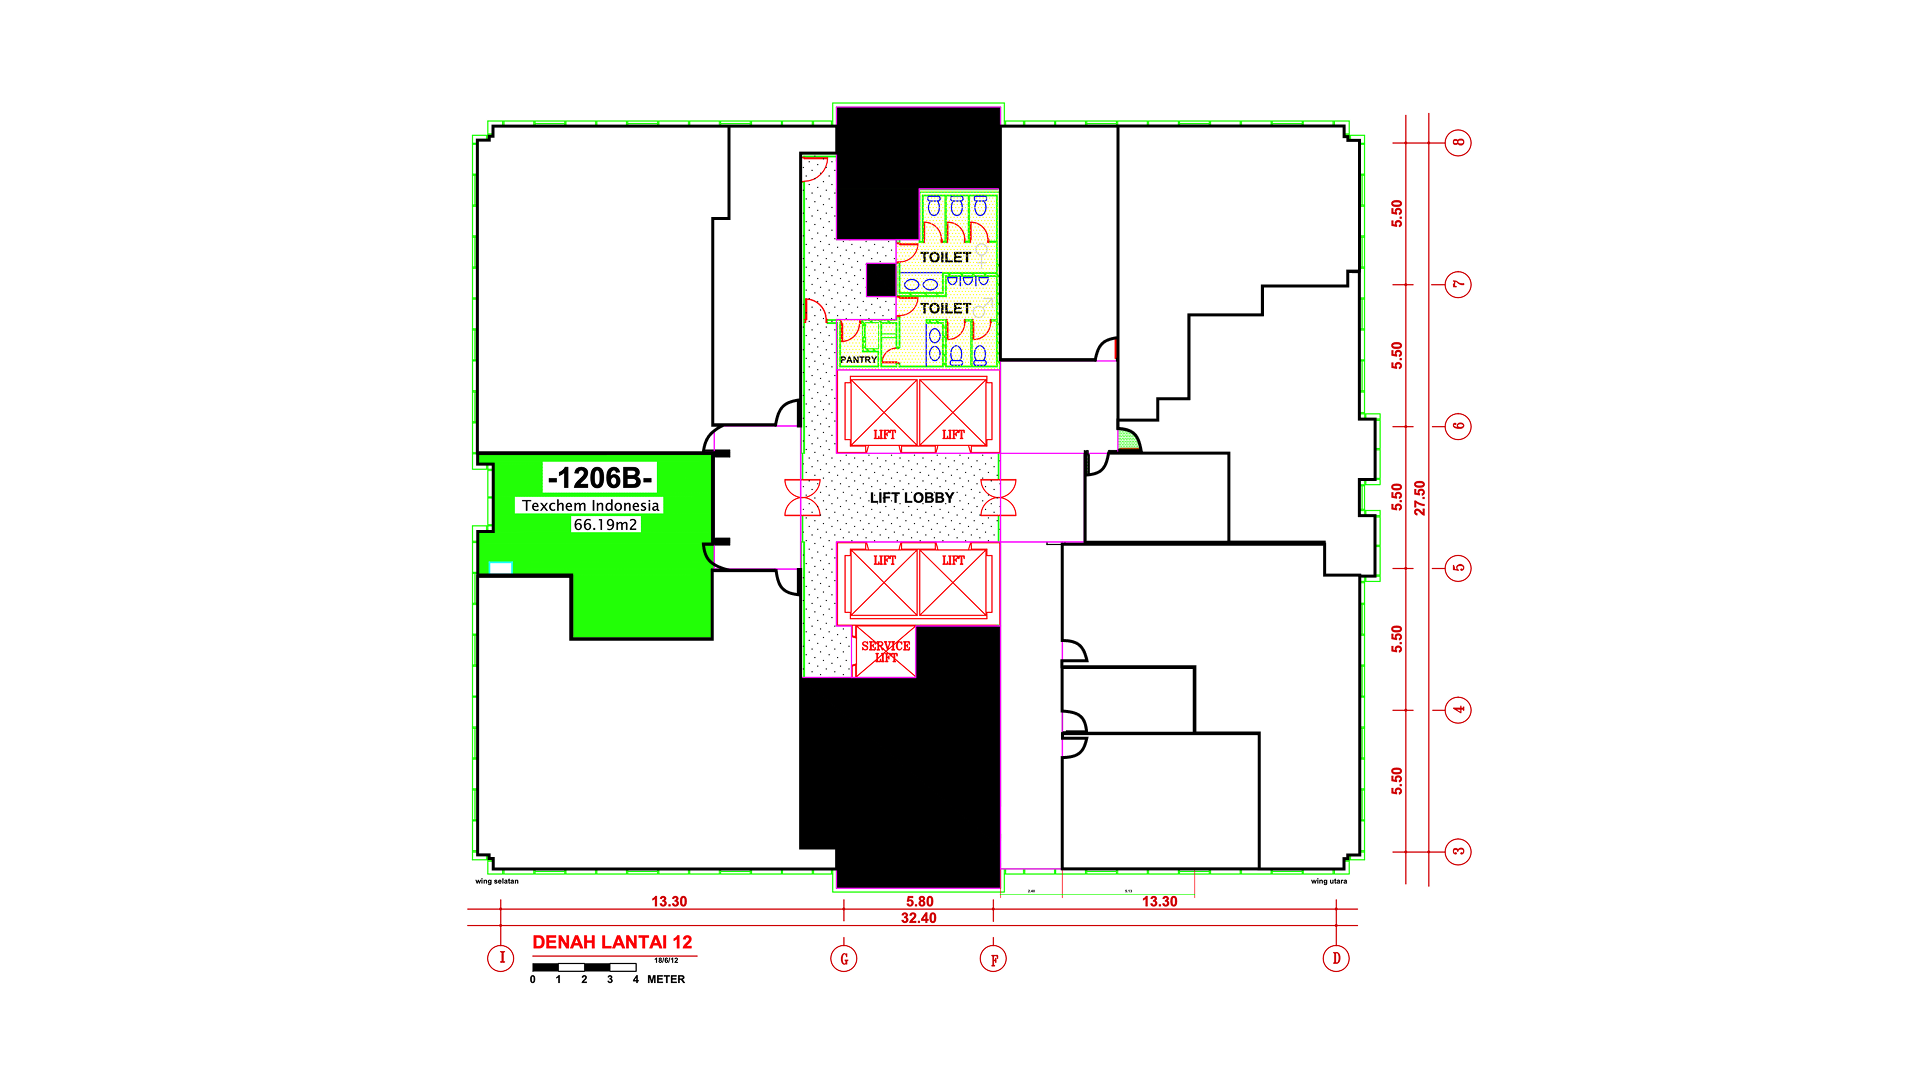 8
5.50
7
TOILET
TOILET
5.50
PANTRY
6
LIFT
LIFT
-1206B-
Texchem Indonesia
66.19m2
LIFT LOBBY
5.50
27.50
LIFT
LIFT
5
SERVICE
LIFT
5.50
4
5.50
3
wing selatan
wing utara
2.40
5.13
13.30
5.80
13.30
32.40
DENAH LANTAI 12
18/6/12
I
G
F
D
0 1 2 3 4 METER